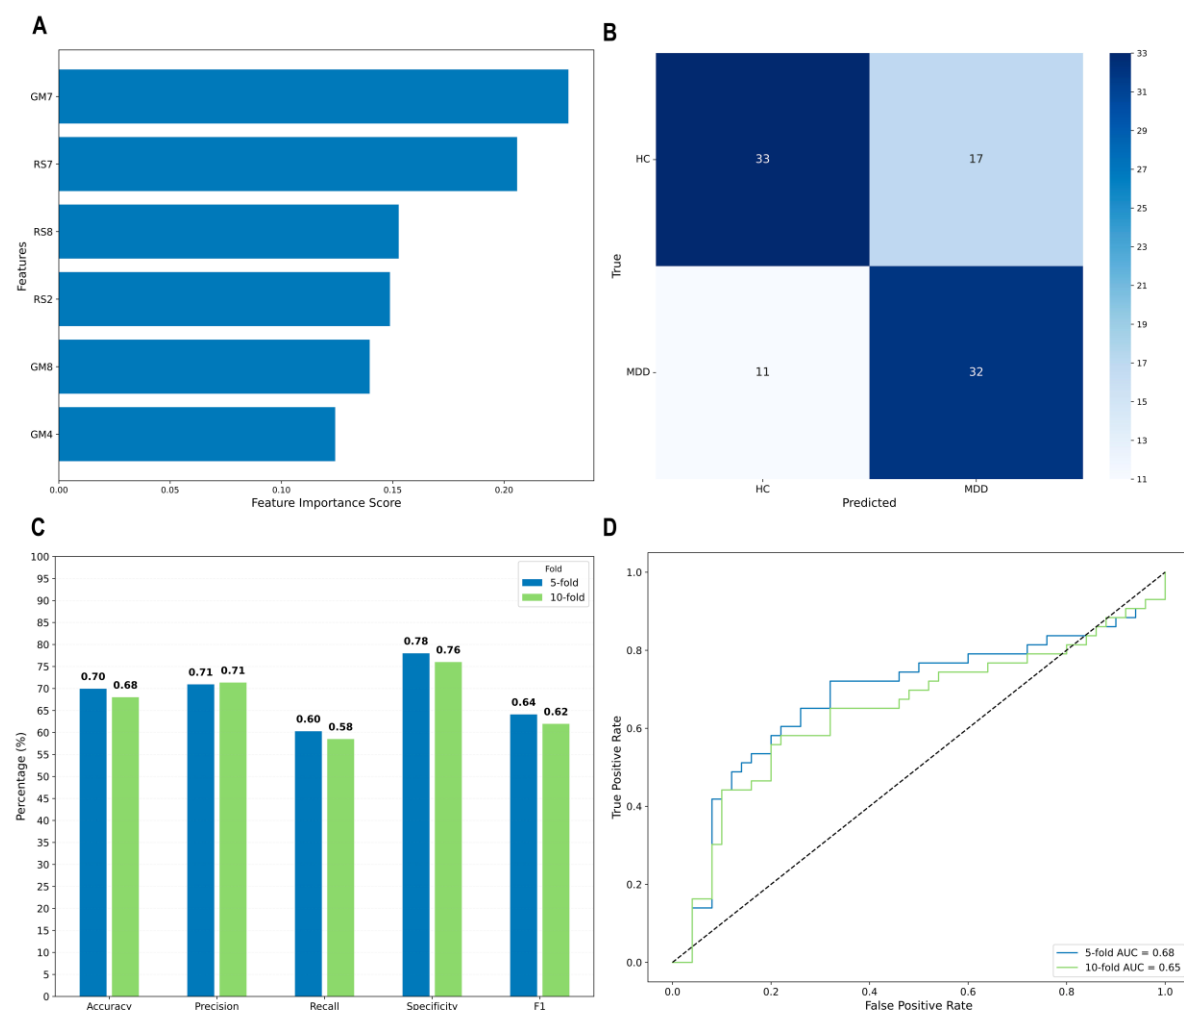 A
GM7
RS7
RS8
RS2
GM8
GM4
Features
0.00 0.05 0.10 0.15 0.20
Feature Importance Score
B
HC
MDD
True
33 17
11 32
HC MDD
Predicted
33
31
29
27
25
23
21
19
17
15
13
11
C
Percentage (%)
100
95
90
85
80
75
70
65
60
55
50
45
40
35
30
25
20
15
10
5
0
Fold
5-fold
10-fold
0.70 0.68 0.71 0.71 0.60 0.58 0.78 0.76 0.64 0.62
Accuracy Precision Recall Specificity F1
D
True Positive Rate
1.0
0.8
0.6
0.4
0.2
0.0
5-fold AUC = 0.68
10-fold AUC = 0.65
0.0 0.2 0.4 0.6 0.8 1.0
False Positive Rate